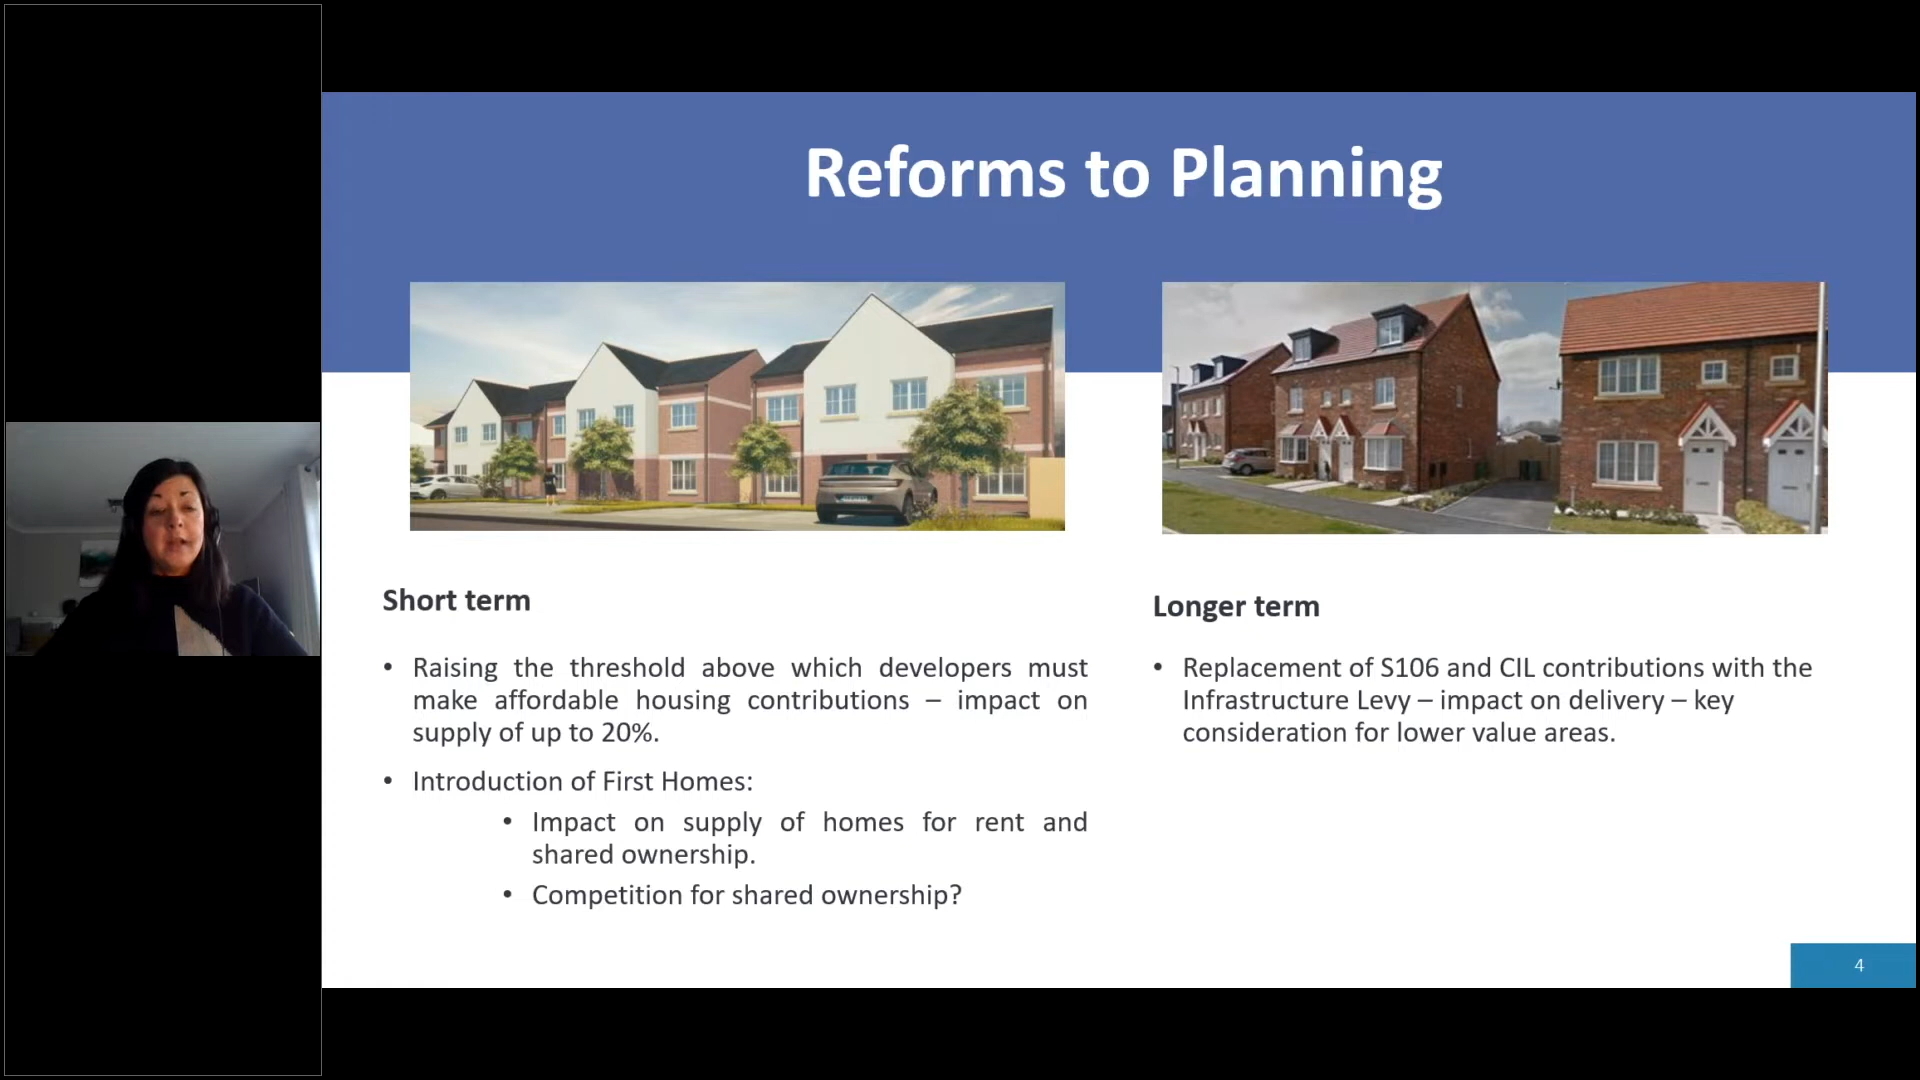 Reforms to Planning
Short term
• Raising the threshold above which developers must
make affordable housing contributions – impact on
supply of up to 20%.
• Introduction of First Homes:
• Impact on supply of homes for rent and
shared ownership.
• Competition for shared ownership?
Longer term
• Replacement of S106 and CIL contributions with the
Infrastructure Levy – impact on delivery – key
consideration for lower value areas.
4